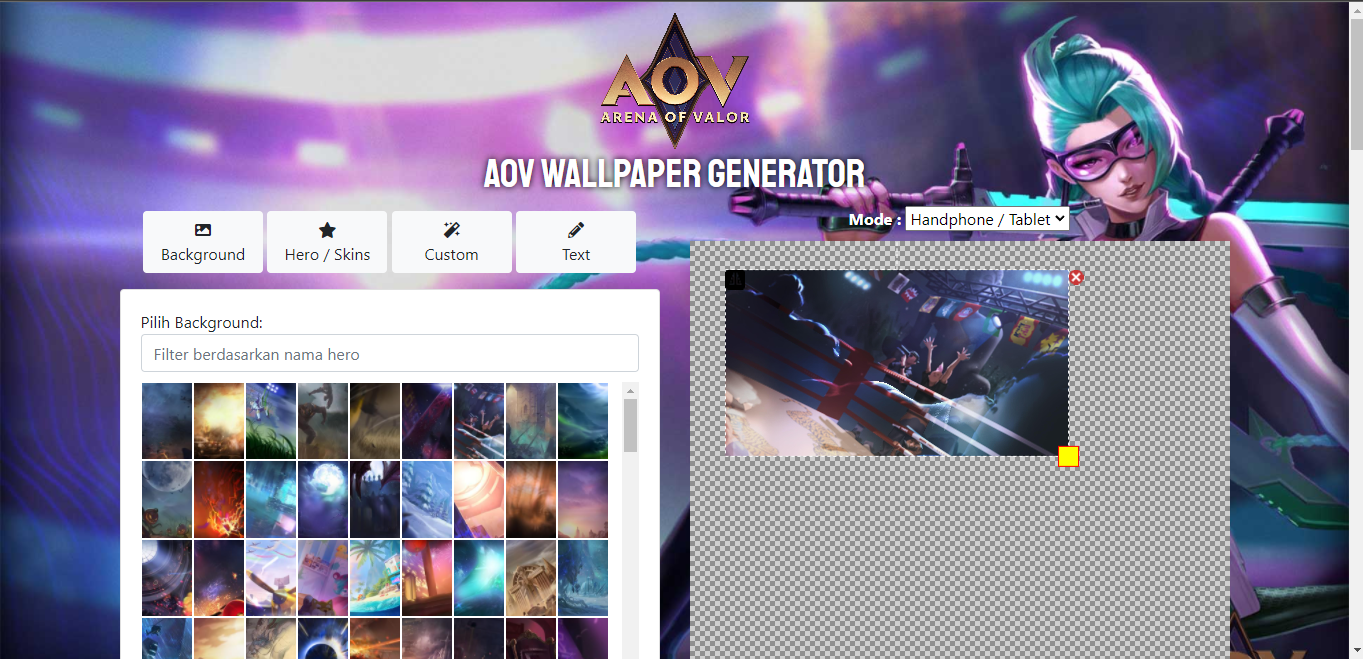 AOV
ARENA OF VALOR
AOV WALLPAPER GENERATOR
Mode : Handphone / Tablet
Background
Hero / Skins
Custom
Text
Pilih Background:
Filter berdasarkan nama hero